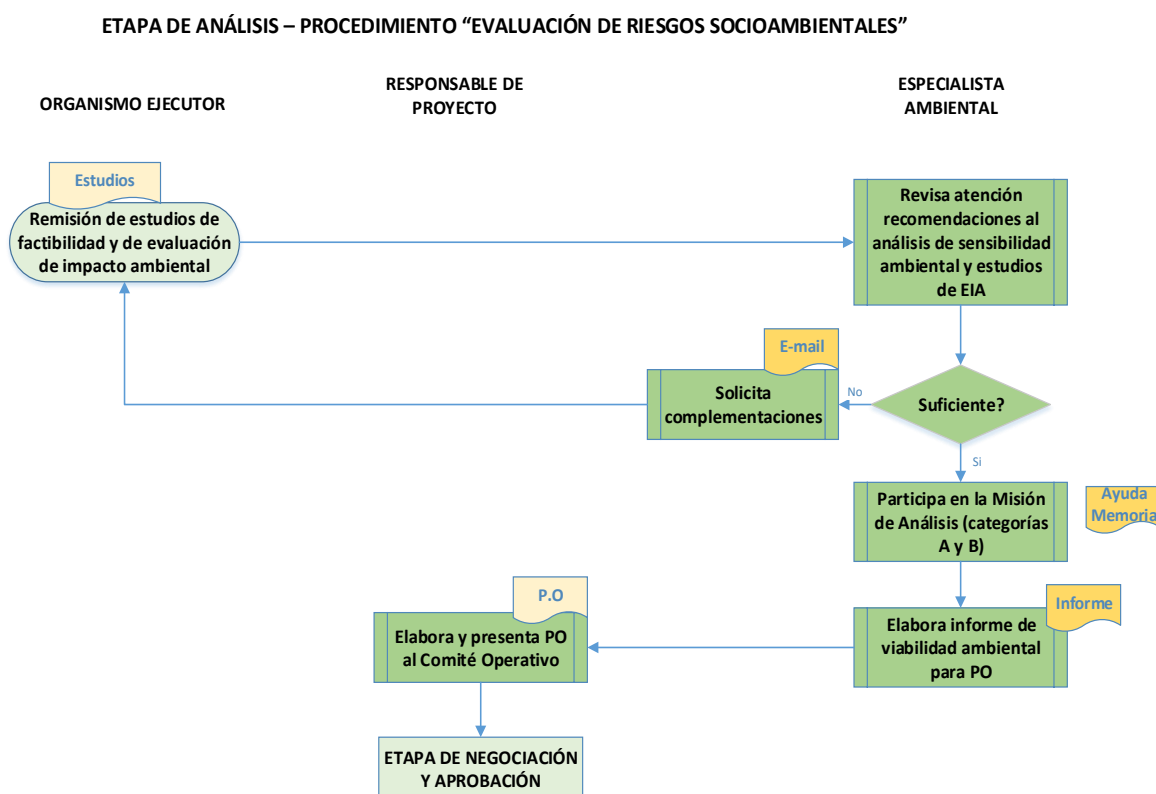 ETAPA DE ANÁLISIS – PROCEDIMIENTO “EVALUACIÓN DE RIESGOS SOCIOAMBIENTALES”
ORGANISMO EJECUTOR
RESPONSABLE DE
PROYECTO
ESPECIALISTA
AMBIENTAL
Estudios
Remisión de estudios de
factibilidad y de evaluación
de impacto ambiental
Revisa atención
recomendaciones al
análisis de sensibilidad
ambiental y estudios
de EIA
E-mail
Solicita
complementaciones
No
Suficiente?
Si
Participa en la Misión
de Análisis (categorías
A y B)
Ayuda
Memoria
P.O
Elabora y presenta PO
al Comité Operativo
Informe
Elabora informe de
viabilidad ambiental
para PO
ETAPA DE NEGOCIACIÓN
Y APROBACIÓN